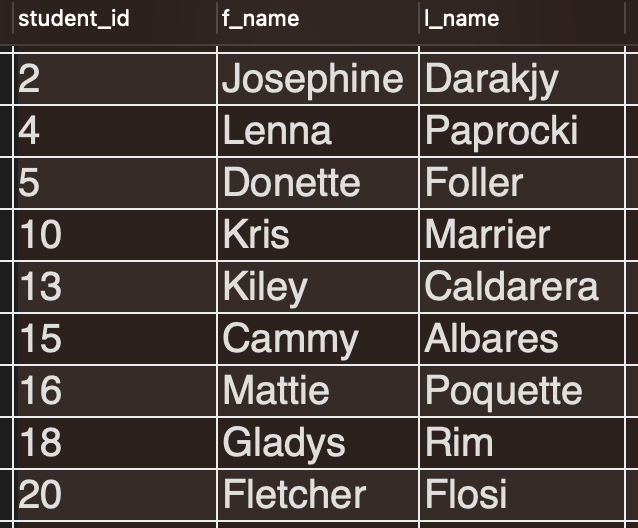 student_id f_name l_name
2 Josephine Darakjy
4 Lenna Paprocki
5 Donette Foller
10 Kris Marrier
13 Kiley Caldarera
15 Cammy Albares
16 Mattie Poquette
18 Gladys Rim
20 Fletcher Flosi